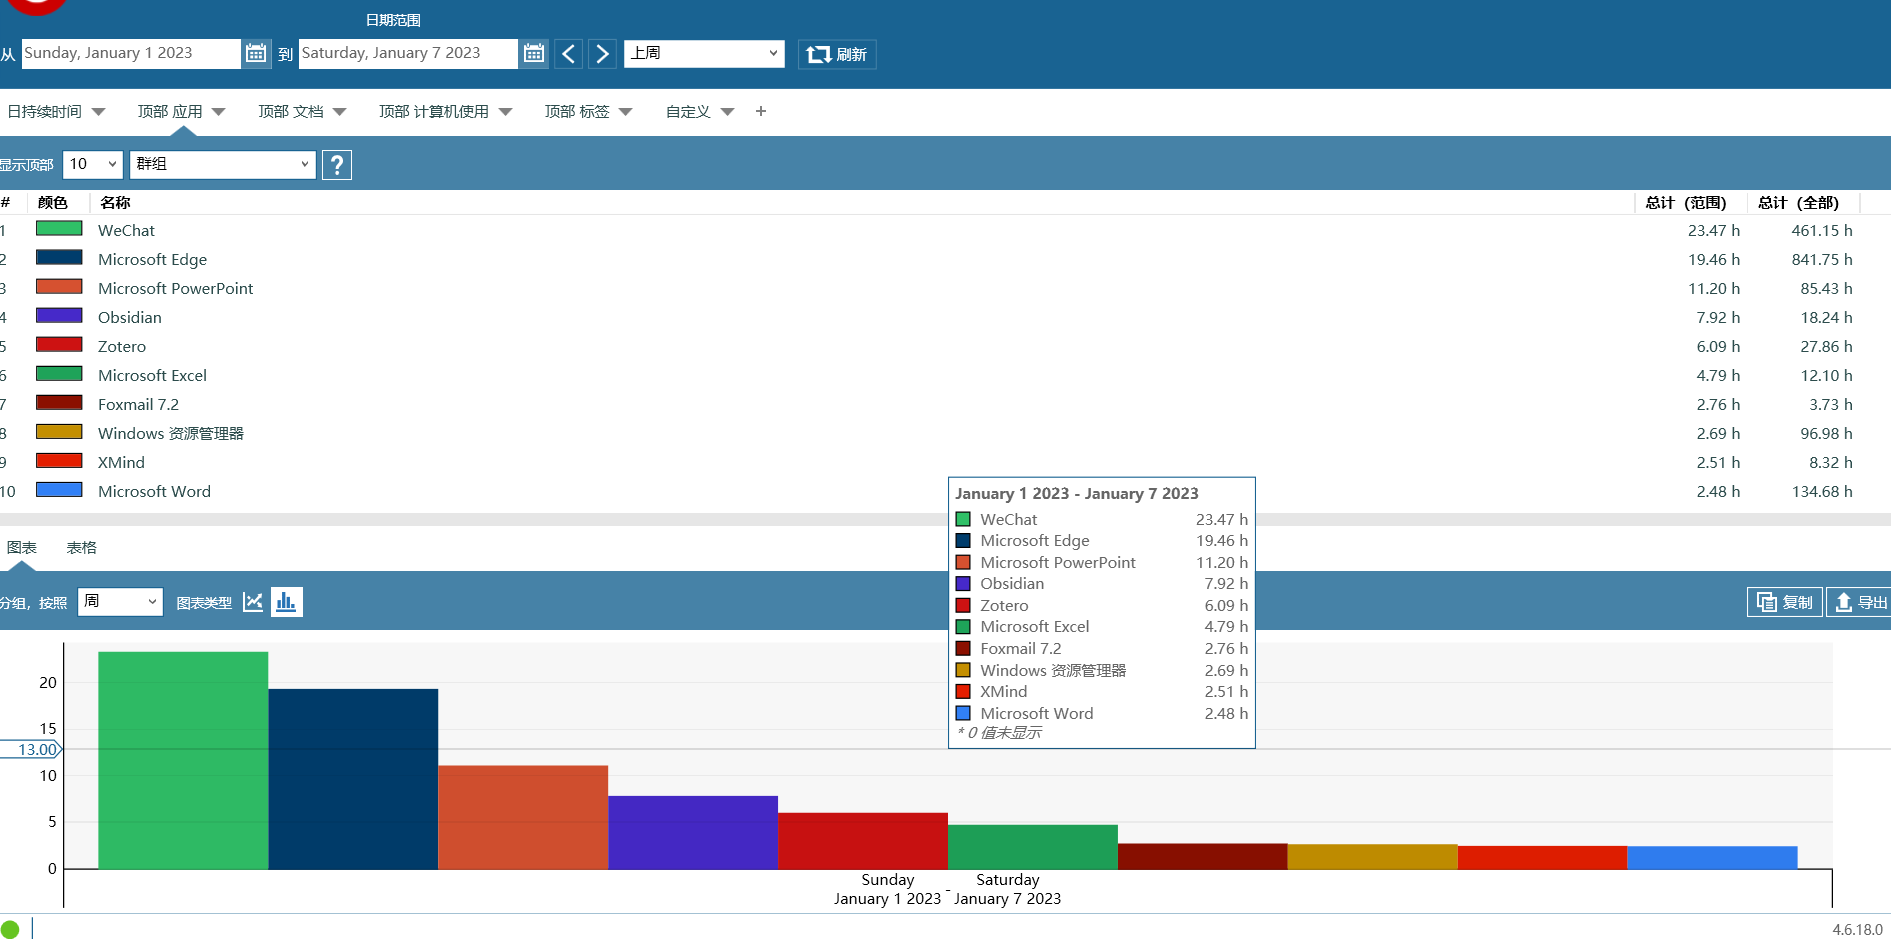 日期范围
从 Sunday, January 1 2023 到 Saturday, January 7 2023 上周 刷新
日持续时间 顶部 应用 顶部 文档 顶部 计算机使用 顶部 标签 自定义 +
显示顶部 10 群组 ?
# 颜色 名称 总计（范围） 总计（全部）
1 WeChat 23.47 h 461.15 h
2 Microsoft Edge 19.46 h 841.75 h
3 Microsoft PowerPoint 11.20 h 85.43 h
4 Obsidian 7.92 h 18.24 h
5 Zotero 6.09 h 27.86 h
6 Microsoft Excel 4.79 h 12.10 h
7 Foxmail 7.2 2.76 h 3.73 h
8 Windows 资源管理器 2.69 h 96.98 h
9 XMind 2.51 h 8.32 h
10 Microsoft Word 2.48 h 134.68 h
图表 表格
分组，按照 周 图表类型 复制 导出
January 1 2023 - January 7 2023
WeChat 23.47 h
Microsoft Edge 19.46 h
Microsoft PowerPoint 11.20 h
Obsidian 7.92 h
Zotero 6.09 h
Microsoft Excel 4.79 h
Foxmail 7.2 2.76 h
Windows 资源管理器 2.69 h
XMind 2.51 h
Microsoft Word 2.48 h
* 0 值未显示
20
15
13.00
10
5
0
Sunday Saturday
January 1 2023 - January 7 2023
4.6.18.0